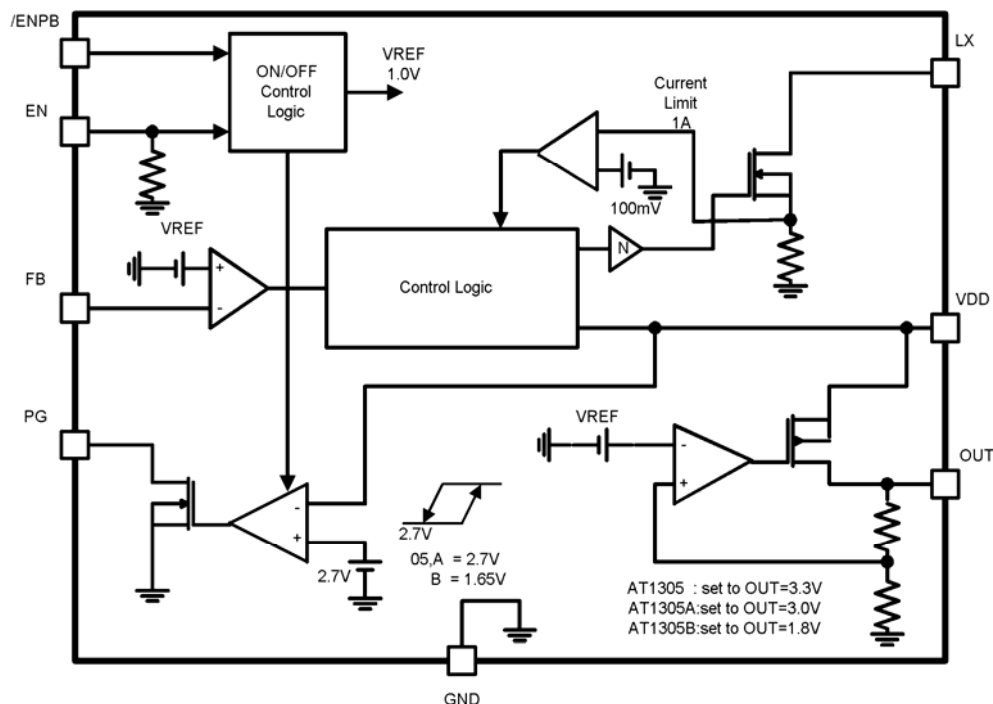 /ENPB
LX
ON/OFF
Control
Logic
VREF
1.0V
Current
Limit
1A
EN
100mV
VREF
N
FB
+
-
Control Logic
VDD
PG
VREF
-
+
OUT
-
+
2.7V
2.7V
05,A = 2.7V
B = 1.65V
AT1305 : set to OUT=3.3V
AT1305A:set to OUT=3.0V
AT1305B:set to OUT=1.8V
GND